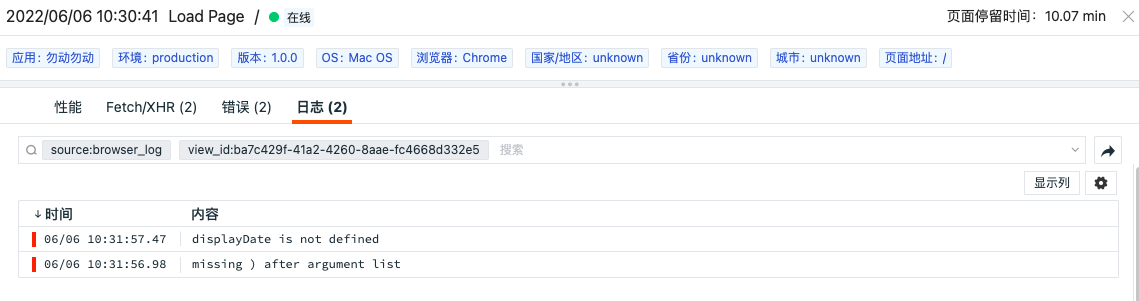 2022/06/06 10:30:41 Load Page / 在线 页面停留时间：10.07 min
应用：勿动勿动 环境：production 版本：1.0.0 OS：Mac OS 浏览器：Chrome 国家/地区：unknown 省份：unknown 城市：unknown 页面地址：/
性能 Fetch/XHR (2) 错误 (2) 日志 (2)
source:browser_log view_id:ba7c429f-41a2-4260-8aae-fc4668d332e5 搜索
显示列
↓ 时间 内容
06/06 10:31:57.47 displayDate is not defined
06/06 10:31:56.98 missing ) after argument list